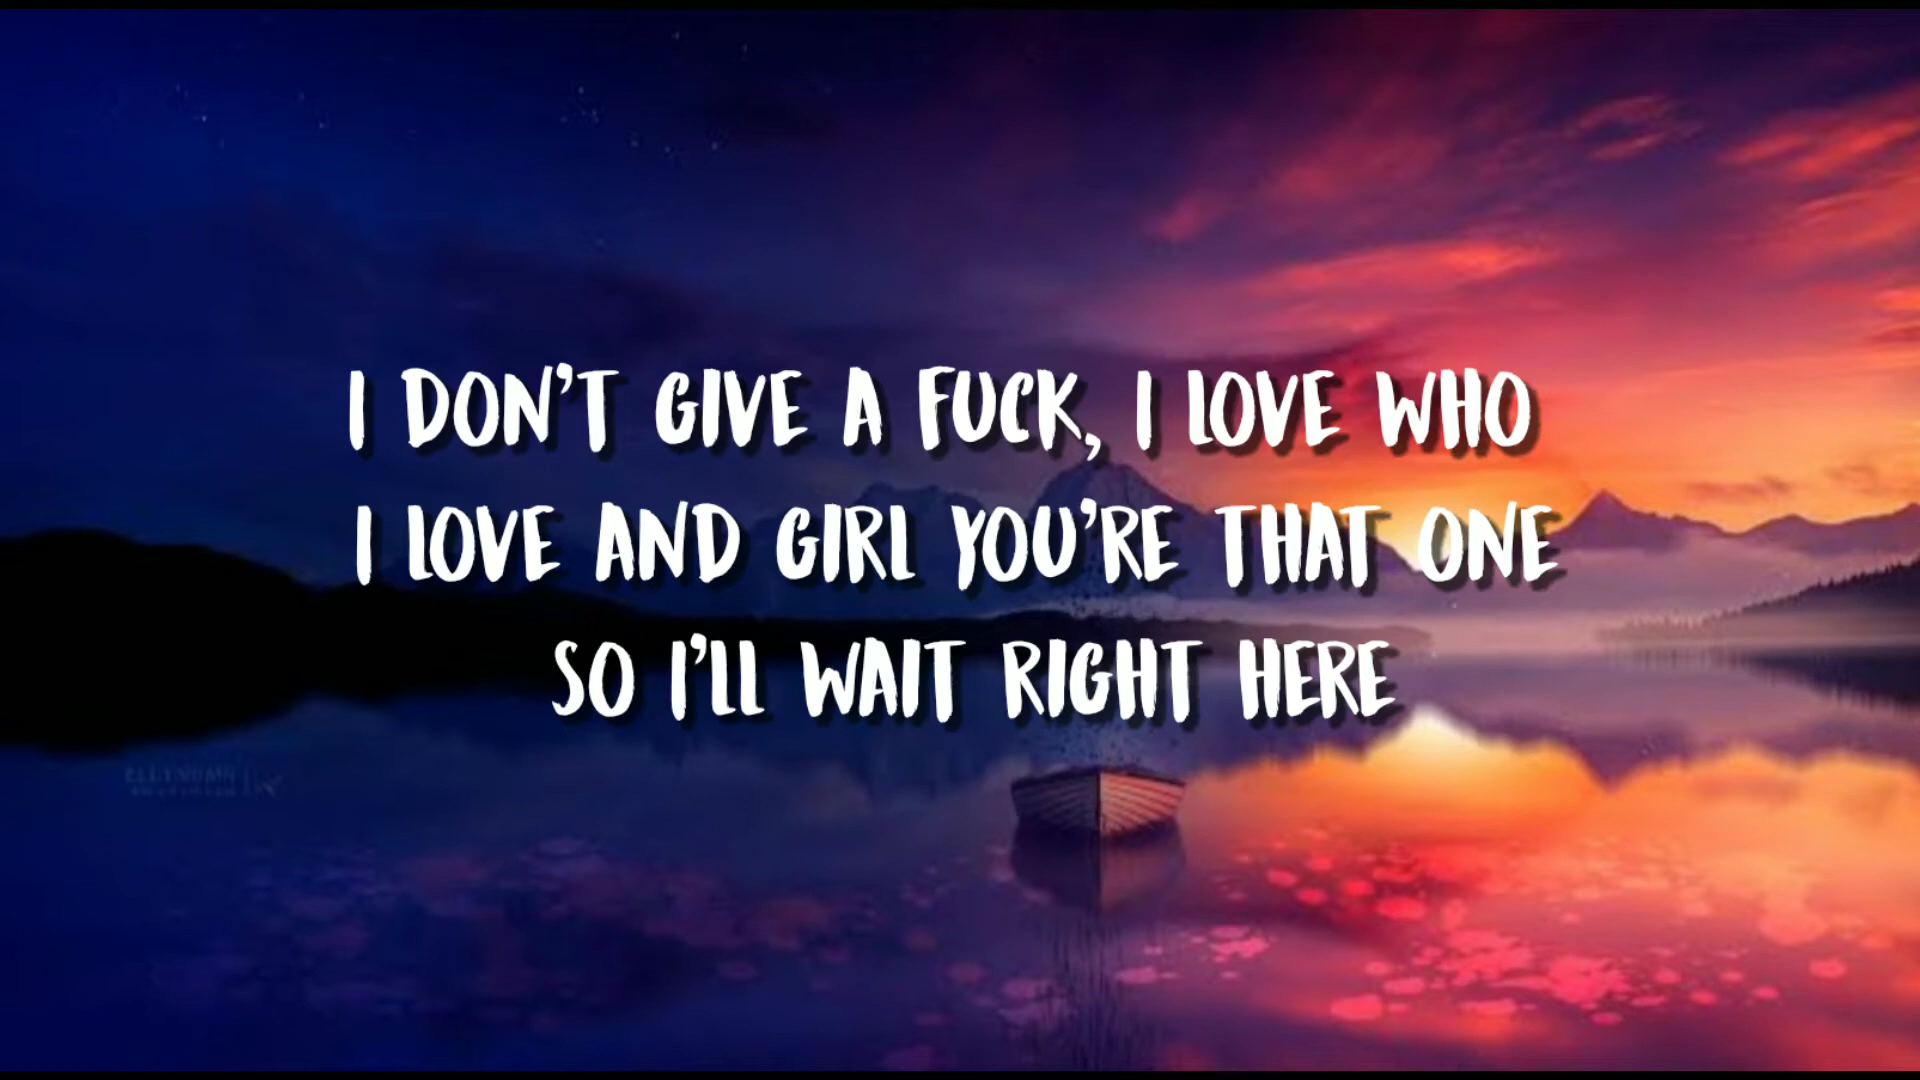 I DON'T GIVE A FUCK, I LOVE WHO
I LOVE AND GIRL YOU'RE THAT ONE
SO I'LL WAIT RIGHT HERE